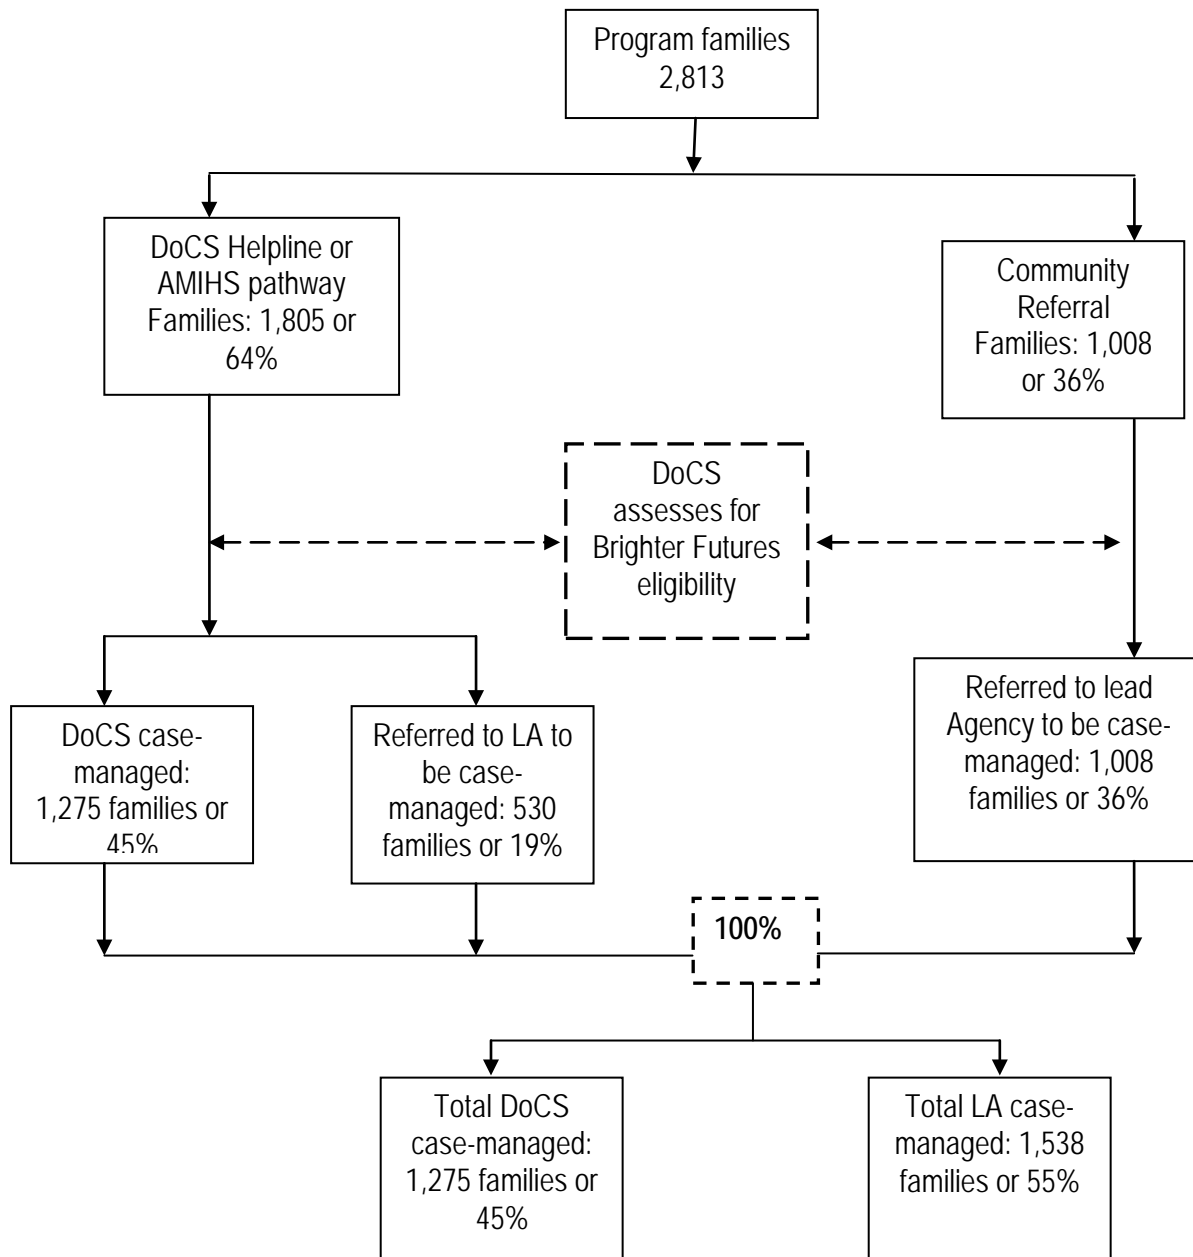 Program families
2,813
DoCS Helpline or
AMIHS pathway
Families: 1,805 or
64%
Community
Referral
Families: 1,008
or 36%
DoCS
assesses for
Brighter Futures
eligibility
DoCS case-
managed:
1,275 families or
45%
Referred to LA to
be case-
managed: 530
families or 19%
Referred to lead
Agency to be case-
managed: 1,008
families or 36%
100%
Total DoCS
case-managed:
1,275 families or
45%
Total LA case-
managed: 1,538
families or 55%